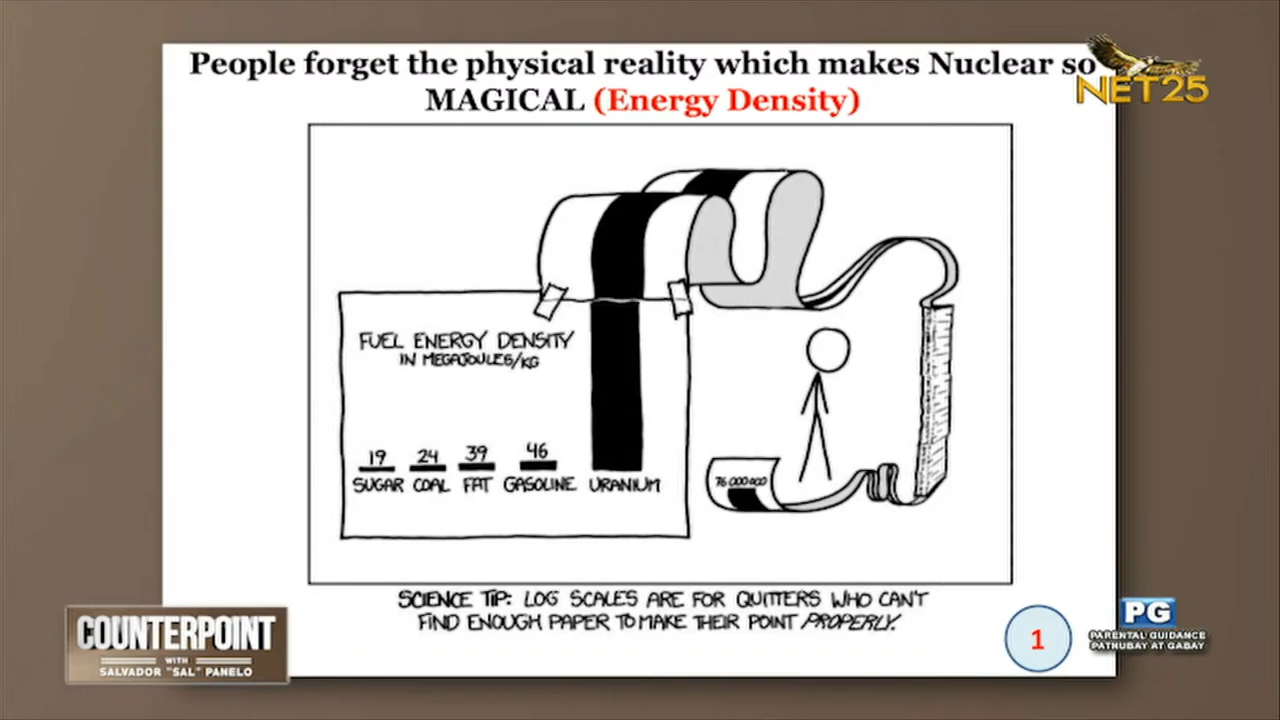 People forget the physical reality which makes Nuclear so
MAGICAL (Energy Density)
NET25
FUEL ENERGY DENSITY
IN MEGAJOULES/KG
19 24 39 46
SUGAR COAL FAT GASOLINE URANIUM
76 000 000
SCIENCE TIP: LOG SCALES ARE FOR QUITTERS WHO CAN'T
FIND ENOUGH PAPER TO MAKE THEIR POINT PROPERLY.
1
COUNTERPOINT
WITH
SALVADOR "SAL" PANELO
PG
PARENTAL GUIDANCE
PATNUBAY AT GABAY